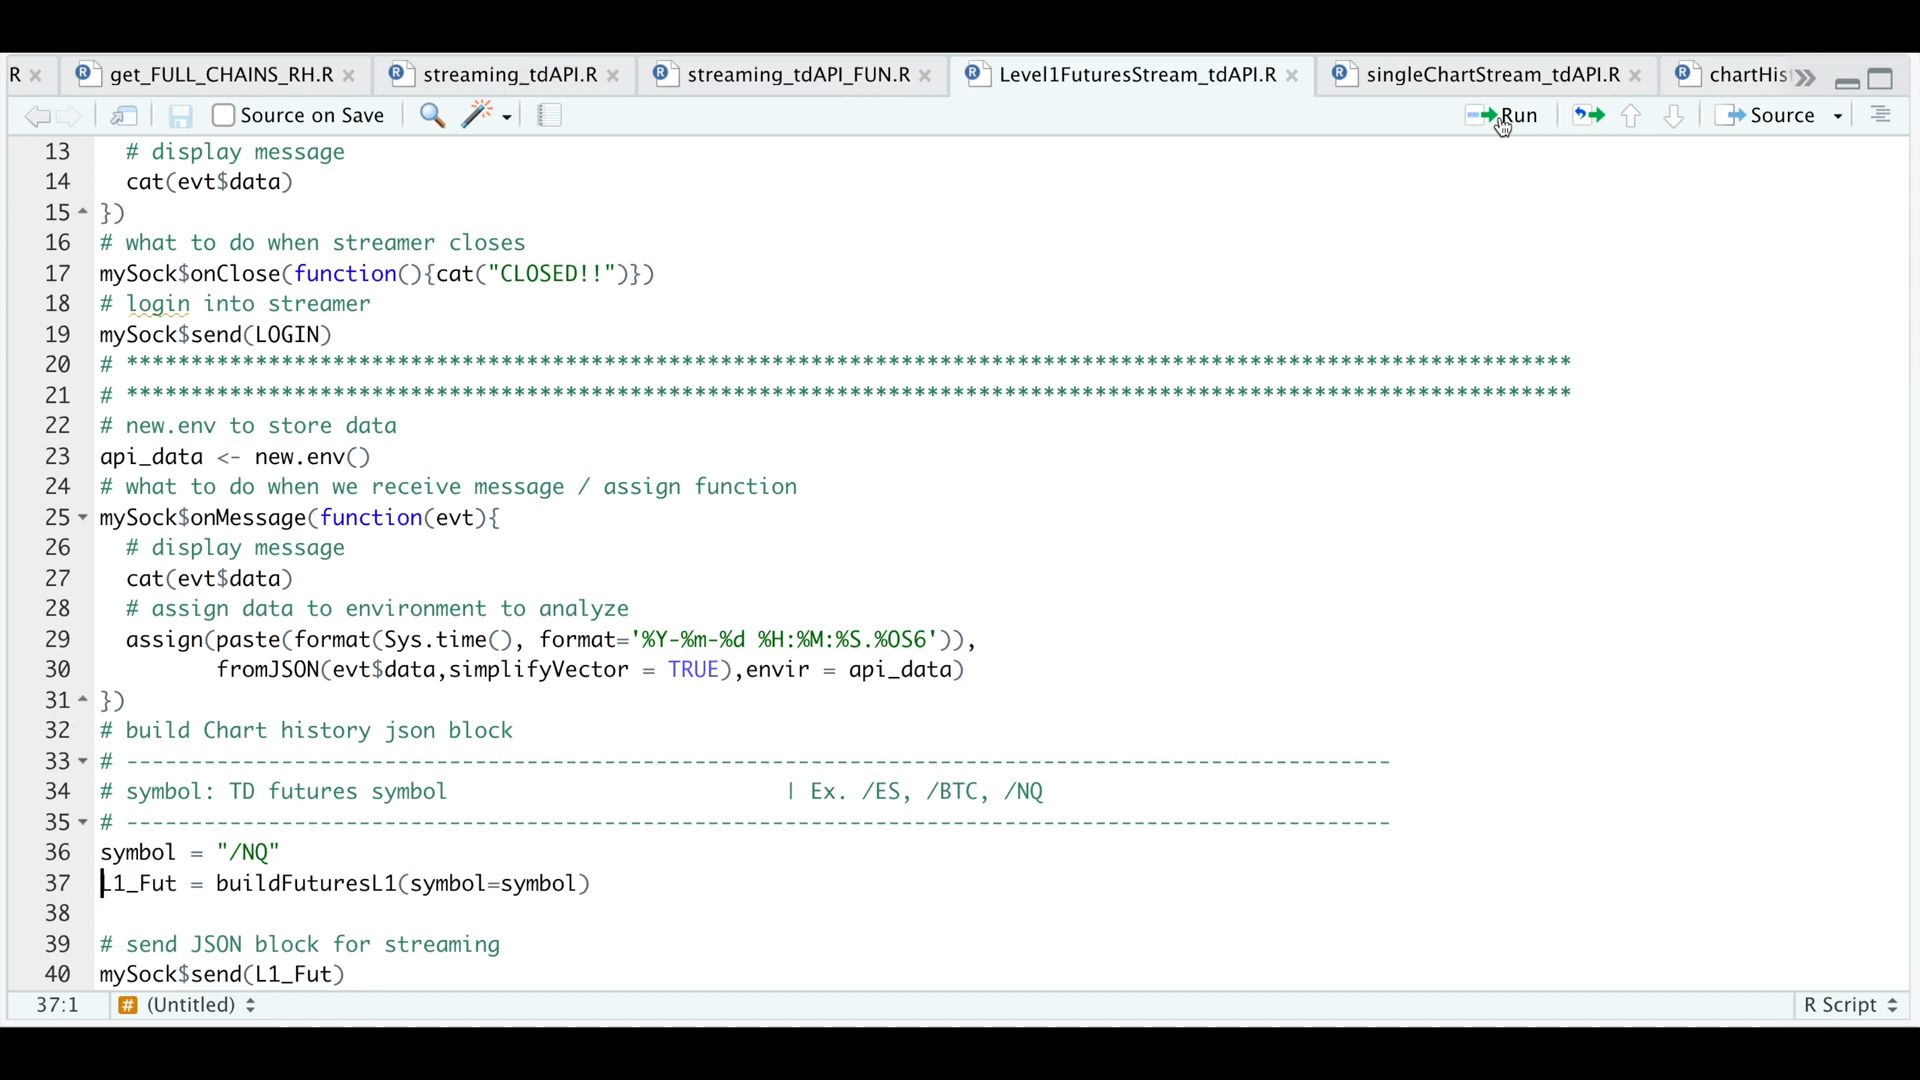 R get_FULL_CHAINS_RH.R streaming_tdAPI.R streaming_tdAPI_FUN.R Level1FuturesStream_tdAPI.R singleChartStream_tdAPI.R chartHis
Source on Save Run Source
13 # display message
14 cat(evt$data)
15 })
16 # what to do when streamer closes
17 mySock$onClose(function(){cat("CLOSED!!")})
18 # login into streamer
19 mySock$send(LOGIN)
20 # ****************************************************************************************************************
21 # ****************************************************************************************************************
22 # new.env to store data
23 api_data <- new.env()
24 # what to do when we receive message / assign function
25 mySock$onMessage(function(evt){
26 # display message
27 cat(evt$data)
28 # assign data to environment to analyze
29 assign(paste(format(Sys.time(), format='%Y-%m-%d %H:%M:%S.%OS6')),
30 fromJSON(evt$data,simplifyVector = TRUE),envir = api_data)
31 })
32 # build Chart history json block
33 # --------------------------------------------------------------------------------------------------
34 # symbol: TD futures symbol | Ex. /ES, /BTC, /NQ
35 # --------------------------------------------------------------------------------------------------
36 symbol = "/NQ"
37 L1_Fut = buildFuturesL1(symbol=symbol)
38
39 # send JSON block for streaming
40 mySock$send(L1_Fut)
37:1 # (Untitled) R Script